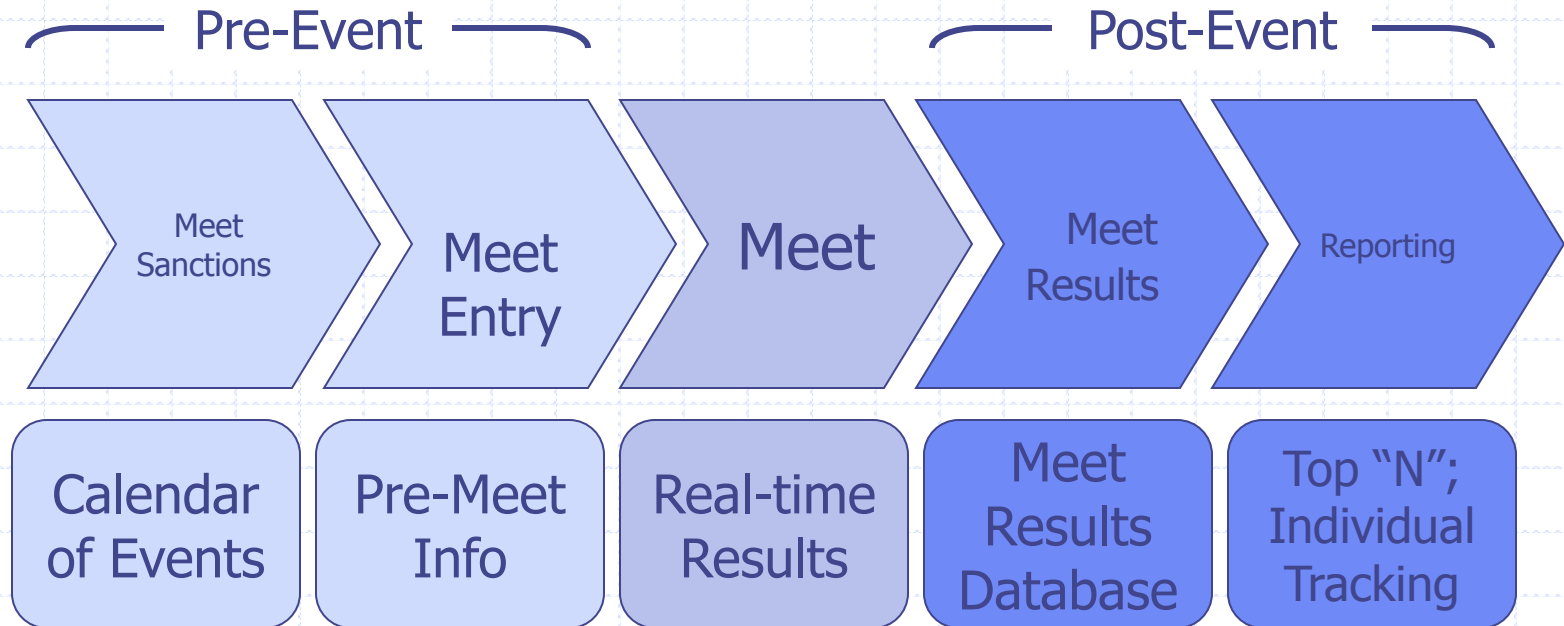 Pre-Event
Post-Event
Meet
Sanctions
Meet
Entry
Meet
Meet
Results
Reporting
Calendar
of Events
Pre-Meet
Info
Real-time
Results
Meet
Results
Database
Top “N”;
Individual
Tracking